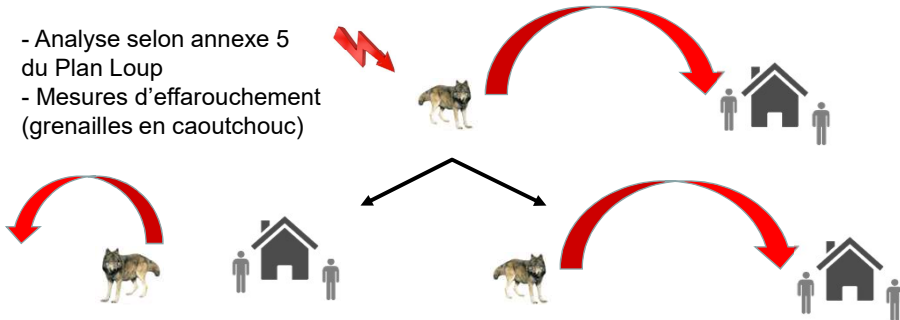 - Analyse selon annexe 5
du Plan Loup
- Mesures d’effarouchement
(grenailles en caoutchouc)